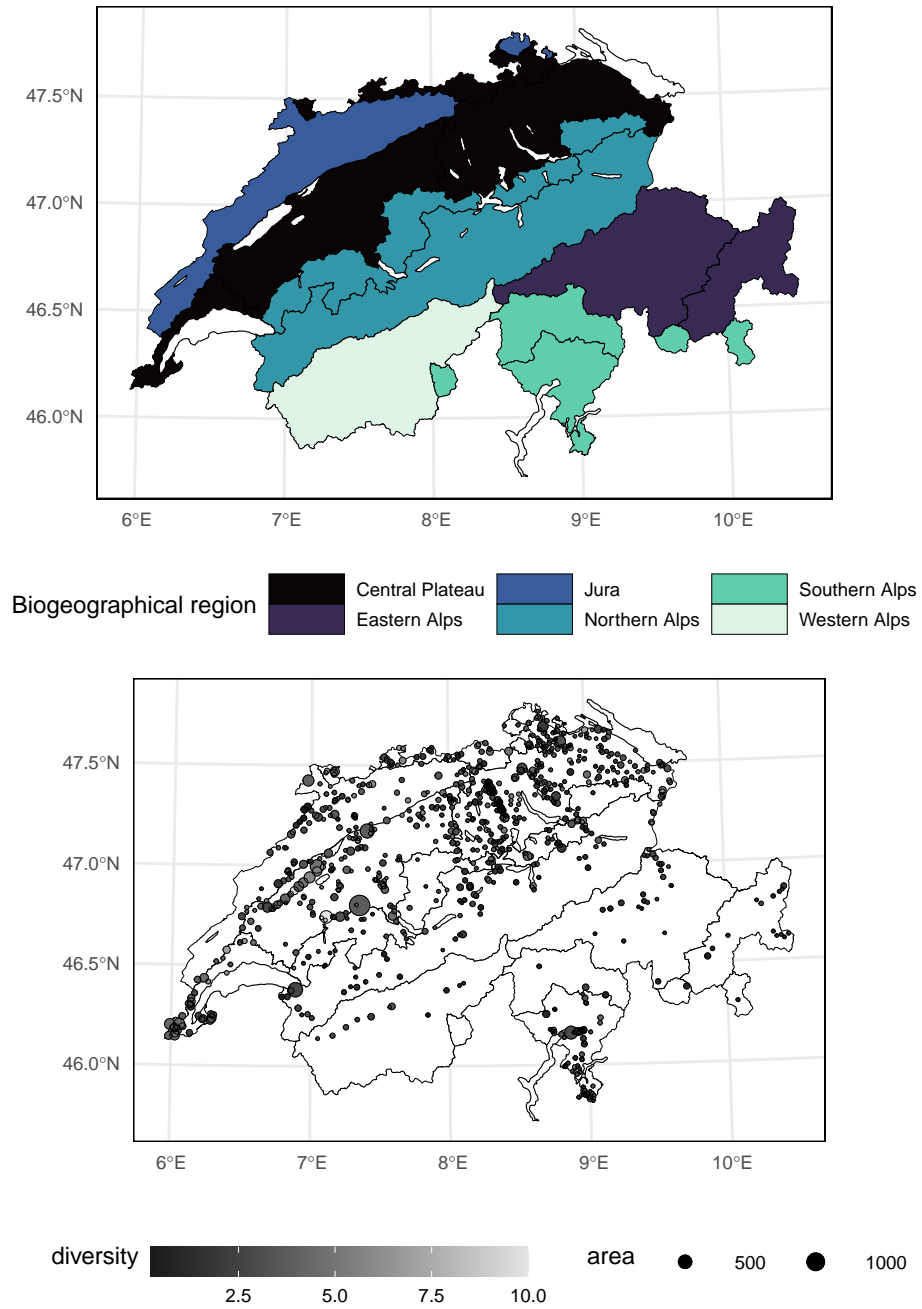 47.5°N
47.0°N
46.5°N
46.0°N
6°E 7°E 8°E 9°E 10°E
Biogeographical region
Central Plateau Jura Southern Alps
Eastern Alps Northern Alps Western Alps
47.5°N
47.0°N
46.5°N
46.0°N
6°E 7°E 8°E 9°E 10°E
diversity area 500 1000
2.5 5.0 7.5 10.0